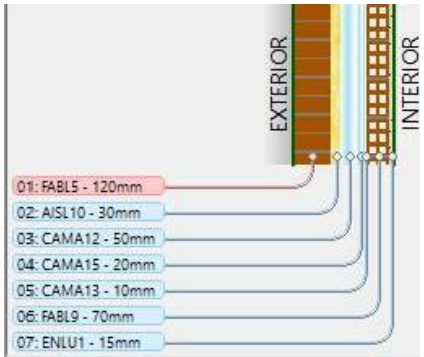 EXTERIOR
INTERIOR
01: FABL5 - 120mm
02: AISL10 - 30mm
03: CAMA12 - 50mm
04: CAMA15 - 20mm
05: CAMA13 - 10mm
06: FABL9 - 70mm
07: ENLU1 - 15mm